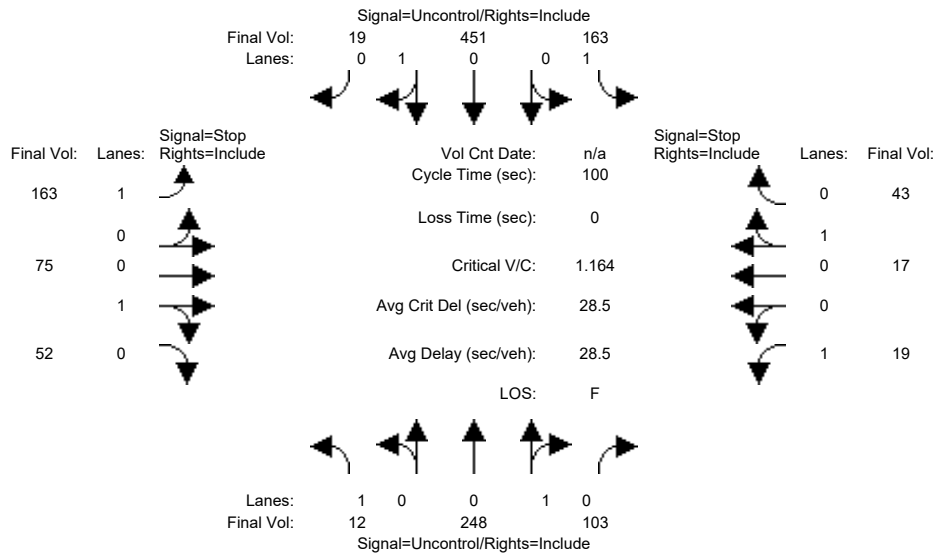 Signal=Uncontrol/Rights=Include
Final Vol: 19 451 163
Lanes: 0 1 0 0 1
Signal=Stop
Final Vol: Lanes: Rights=Include
Vol Cnt Date: n/a
Signal=Stop
Rights=Include Lanes: Final Vol:
Cycle Time (sec): 100
163 1
0 43
Loss Time (sec): 0
0
1
75 0
Critical V/C: 1.164
0 17
1
Avg Crit Del (sec/veh): 28.5
0
52 0
Avg Delay (sec/veh): 28.5
1 19
LOS: F
Lanes: 1 0 0 1 0
Final Vol: 12 248 103
Signal=Uncontrol/Rights=Include